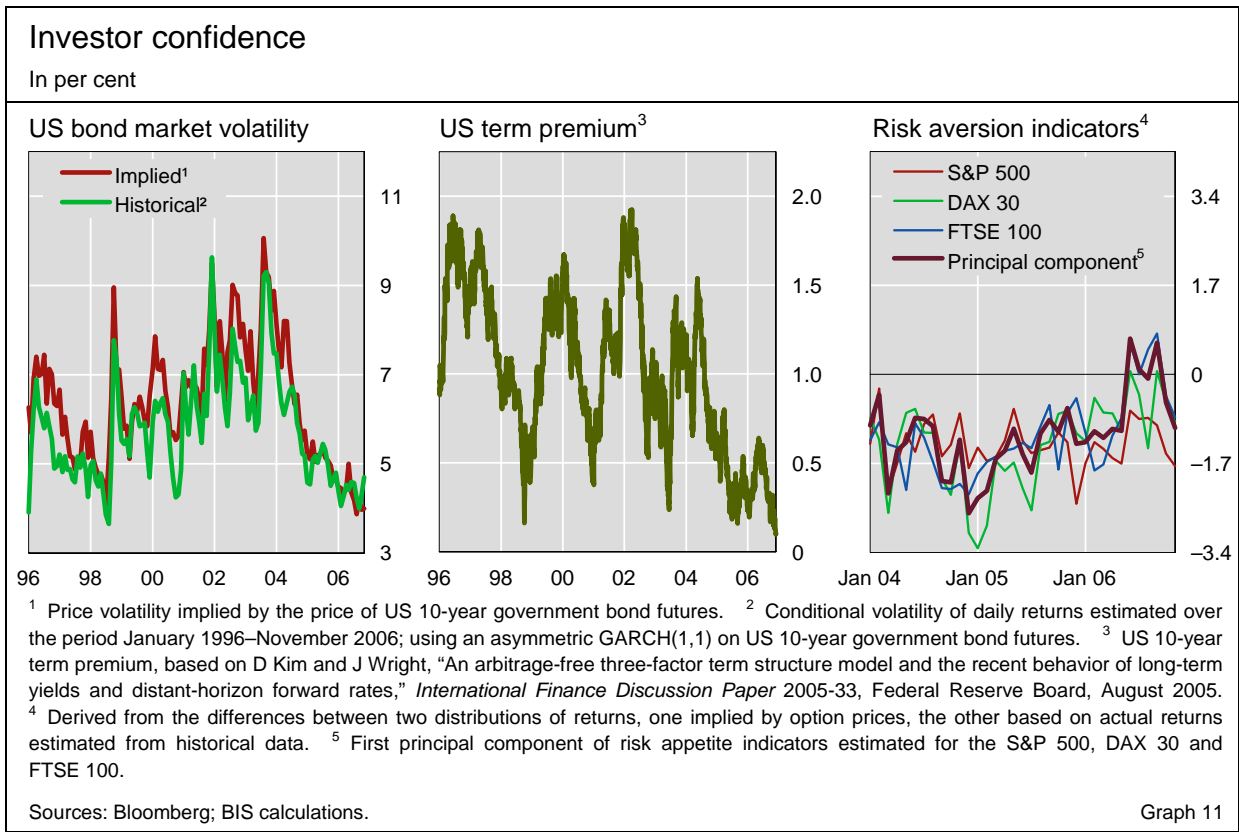 Investor confidence
In per cent
US bond market volatility
Implied¹
Historical²
11
9
7
5
3
96 98 00 02 04 06
US term premium³
2.0
1.5
1.0
0.5
0
96 98 00 02 04 06
Risk aversion indicators⁴
S&P 500
DAX 30
FTSE 100
Principal component⁵
3.4
1.7
0
–1.7
–3.4
Jan 04 Jan 05 Jan 06
¹ Price volatility implied by the price of US 10-year government bond futures. ² Conditional volatility of daily returns estimated over
the period January 1996–November 2006; using an asymmetric GARCH(1,1) on US 10-year government bond futures. ³ US 10-year
term premium, based on D Kim and J Wright, “An arbitrage-free three-factor term structure model and the recent behavior of long-term
yields and distant-horizon forward rates,” International Finance Discussion Paper 2005-33, Federal Reserve Board, August 2005.
⁴ Derived from the differences between two distributions of returns, one implied by option prices, the other based on actual returns
estimated from historical data. ⁵ First principal component of risk appetite indicators estimated for the S&P 500, DAX 30 and
FTSE 100.
Sources: Bloomberg; BIS calculations.
Graph 11